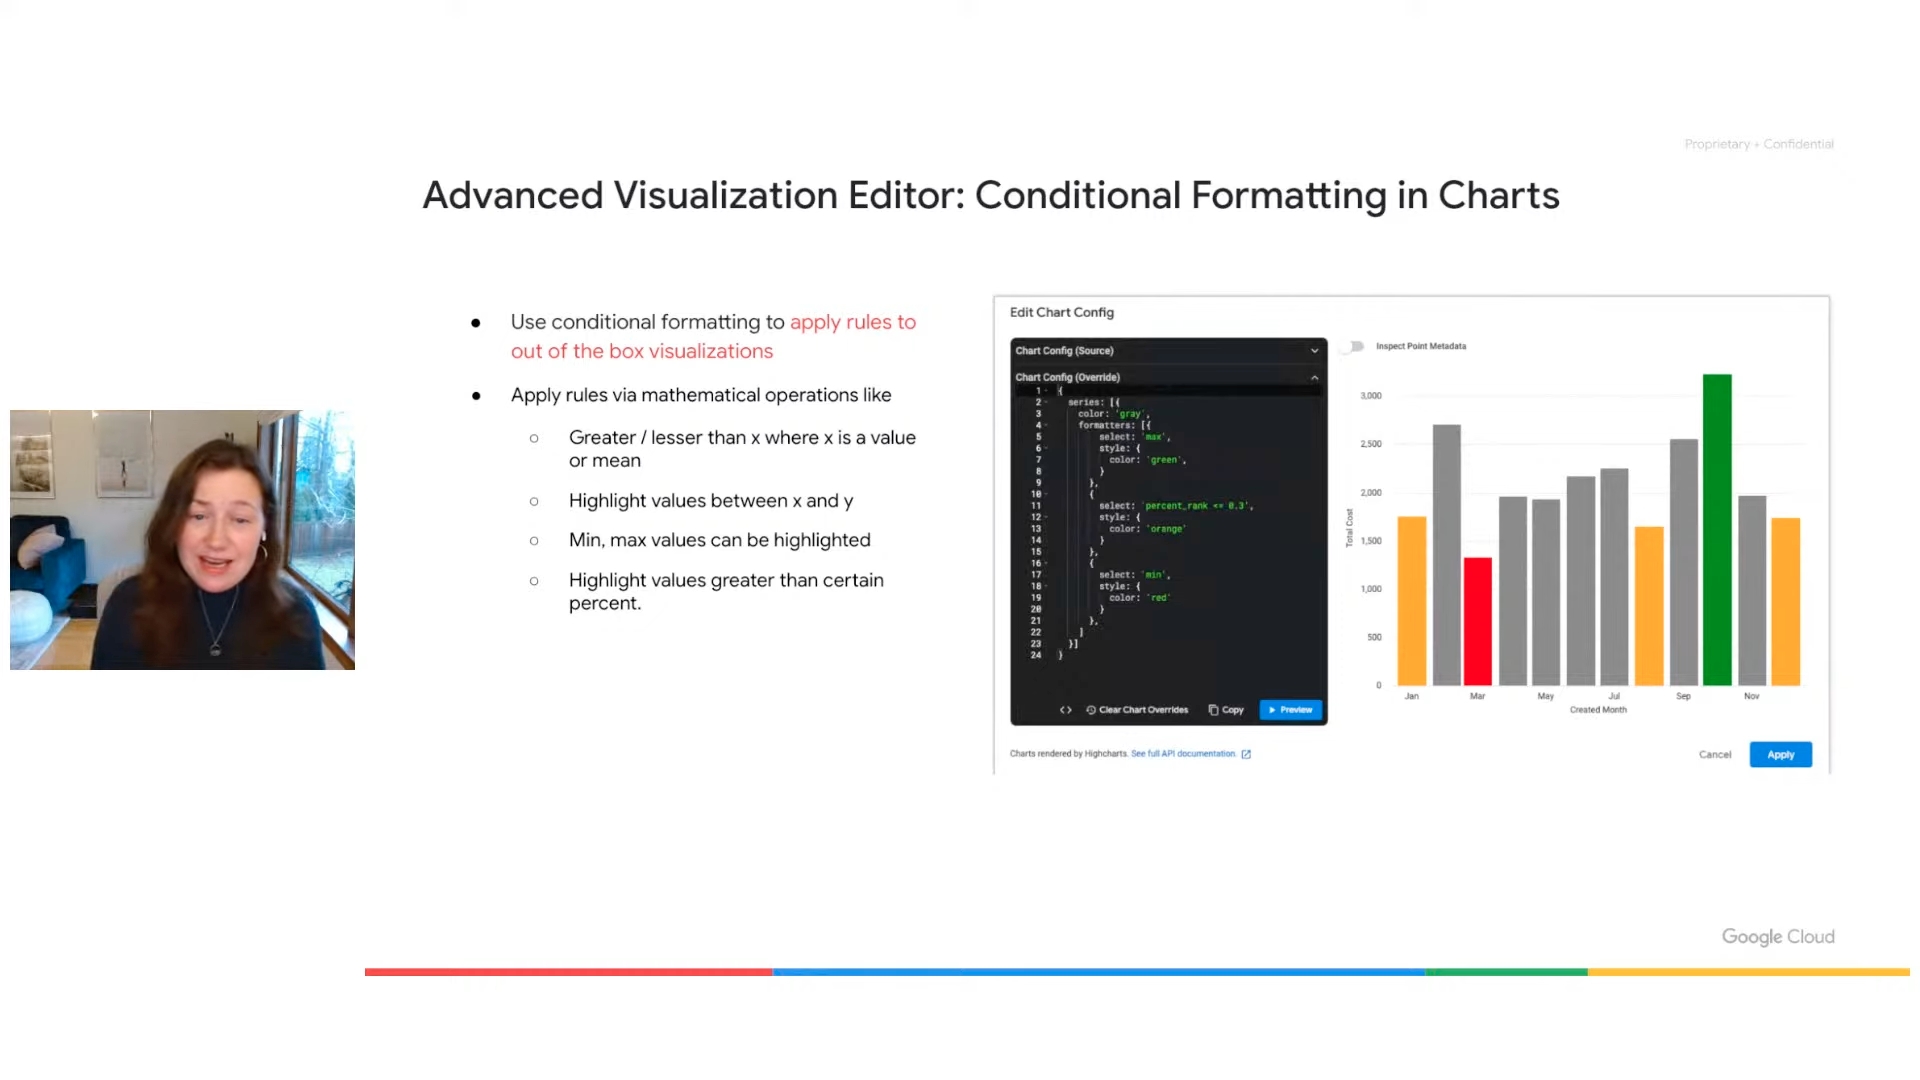 Proprietary + Confidential
Advanced Visualization Editor: Conditional Formatting in Charts
● Use conditional formatting to apply rules to
out of the box visualizations
● Apply rules via mathematical operations like
○ Greater / lesser than x where x is a value
or mean
○ Highlight values between x and y
○ Min, max values can be highlighted
○ Highlight values greater than certain
percent.
Edit Chart Config
Chart Config (Source)
Chart Config (Override)
1 {
2 series: [{
3 color: 'gray',
4 formatters: [{
5 select: 'max',
6 style: {
7 color: 'green',
8 }
9 },
10 {
11 select: 'percent_rank <= 0.3',
12 style: {
13 color: 'orange'
14 }
15 },
16 {
17 select: 'min',
18 style: {
19 color: 'red'
20 }
21 },
22 ]
23 }]
24 }
<> Clear Chart Overrides Copy Preview
Charts rendered by Highcharts. See full API documentation.
Inspect Point Metadata
Total Cost
3,000
2,500
2,000
1,500
1,000
500
0
Jan Mar May Jul Sep Nov
Created Month
Cancel Apply
Google Cloud